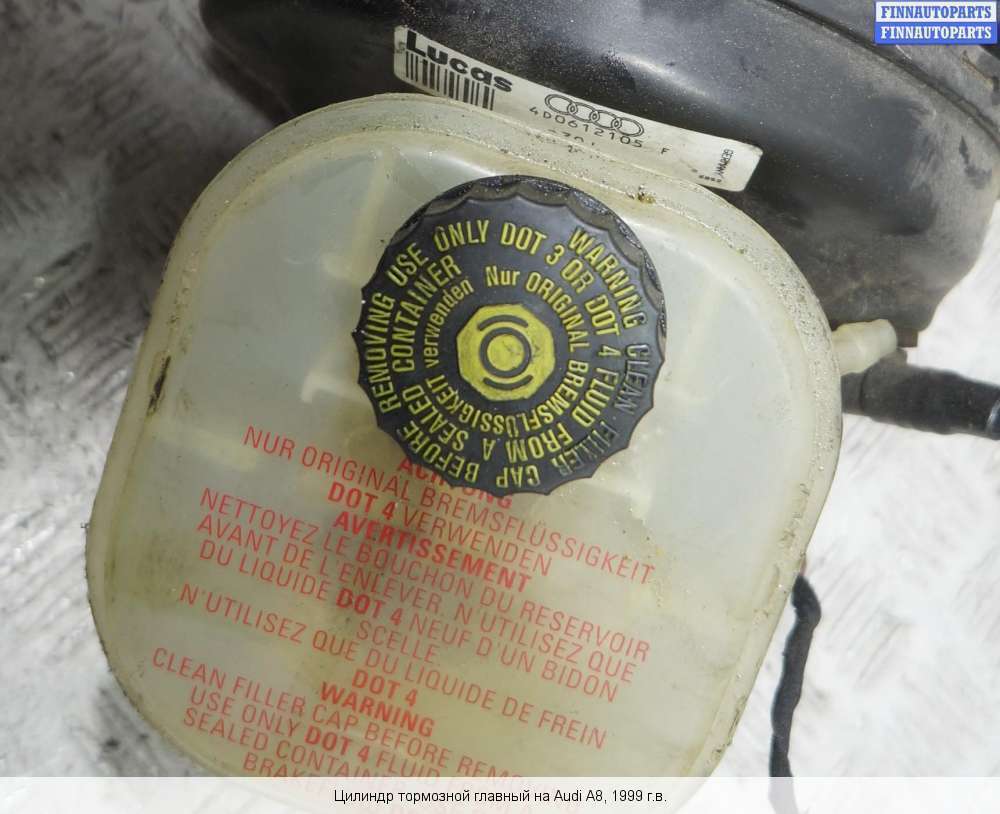 FINNAUTOPARTS
FINNAUTOPARTS
Lucas
4D0612105 F
GERMANY
WARNING CLEAN FILLER CAP BEFORE REMOVING USE ONLY DOT 3 OR DOT 4 FLUID FROM A SEALED CONTAINER
Nur ORIGINAL BREMSFLÜSSIGKEIT verwenden
ACHTUNG
NUR ORIGINAL BREMSFLÜSSIGKEIT
DOT 4 VERWENDEN
AVERTISSEMENT
NETTOYEZ LE BOUCHON DU RESERVOIR
AVANT DE L'ENLEVER. N'UTILISEZ QUE
DU LIQUIDE DOT 4 NEUF D'UN BIDON
SCELLE.
N'UTILISEZ QUE DU LIQUIDE DE FREIN
DOT 4
WARNING
CLEAN FILLER CAP BEFORE
USE ONLY DOT 4 FLUID
SEALED
Цилиндр тормозной главный на Audi A8, 1999 г.в.